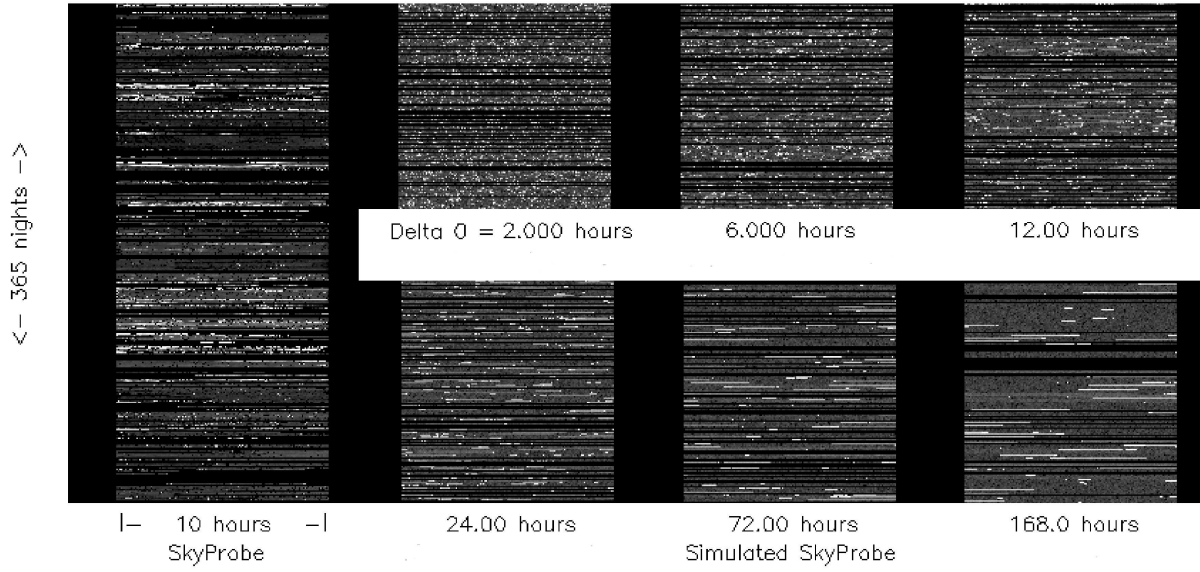 <– 365 nights –>
Delta 0 = 2.000 hours
6.000 hours
12.00 hours
|– 10 hours –|
SkyProbe
24.00 hours
72.00 hours
168.0 hours
Simulated SkyProbe